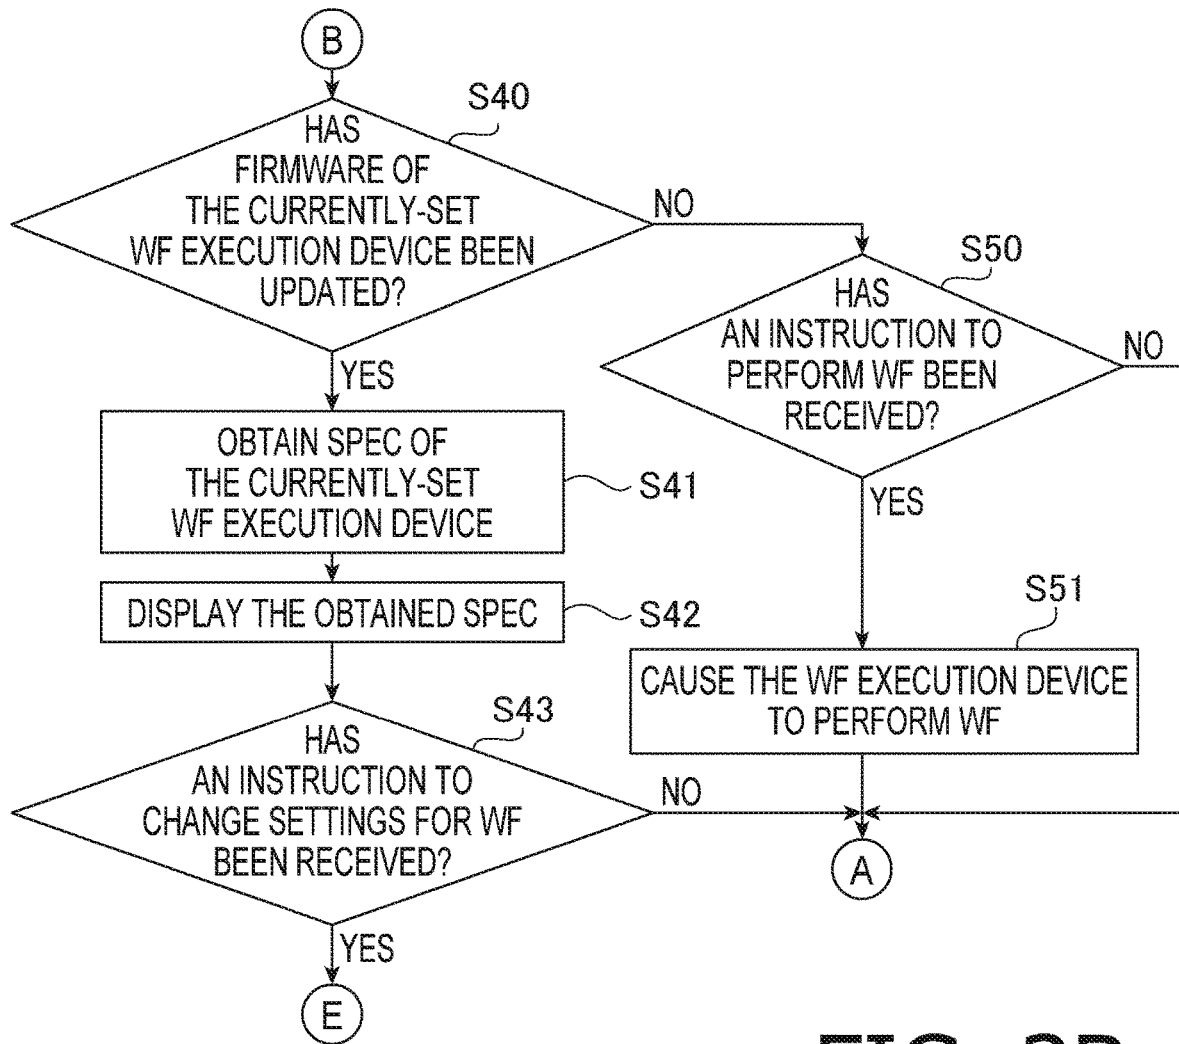 B
S40
HAS
FIRMWARE OF
THE CURRENTLY-SET
WF EXECUTION DEVICE BEEN
UPDATED?
NO
YES
S50
HAS
AN INSTRUCTION TO
PERFORM WF BEEN
RECEIVED?
NO
YES
OBTAIN SPEC OF
THE CURRENTLY-SET
WF EXECUTION DEVICE
S41
DISPLAY THE OBTAINED SPEC
S42
S51
CAUSE THE WF EXECUTION DEVICE
TO PERFORM WF
S43
HAS
AN INSTRUCTION TO
CHANGE SETTINGS FOR WF
BEEN RECEIVED?
NO
YES
A
E